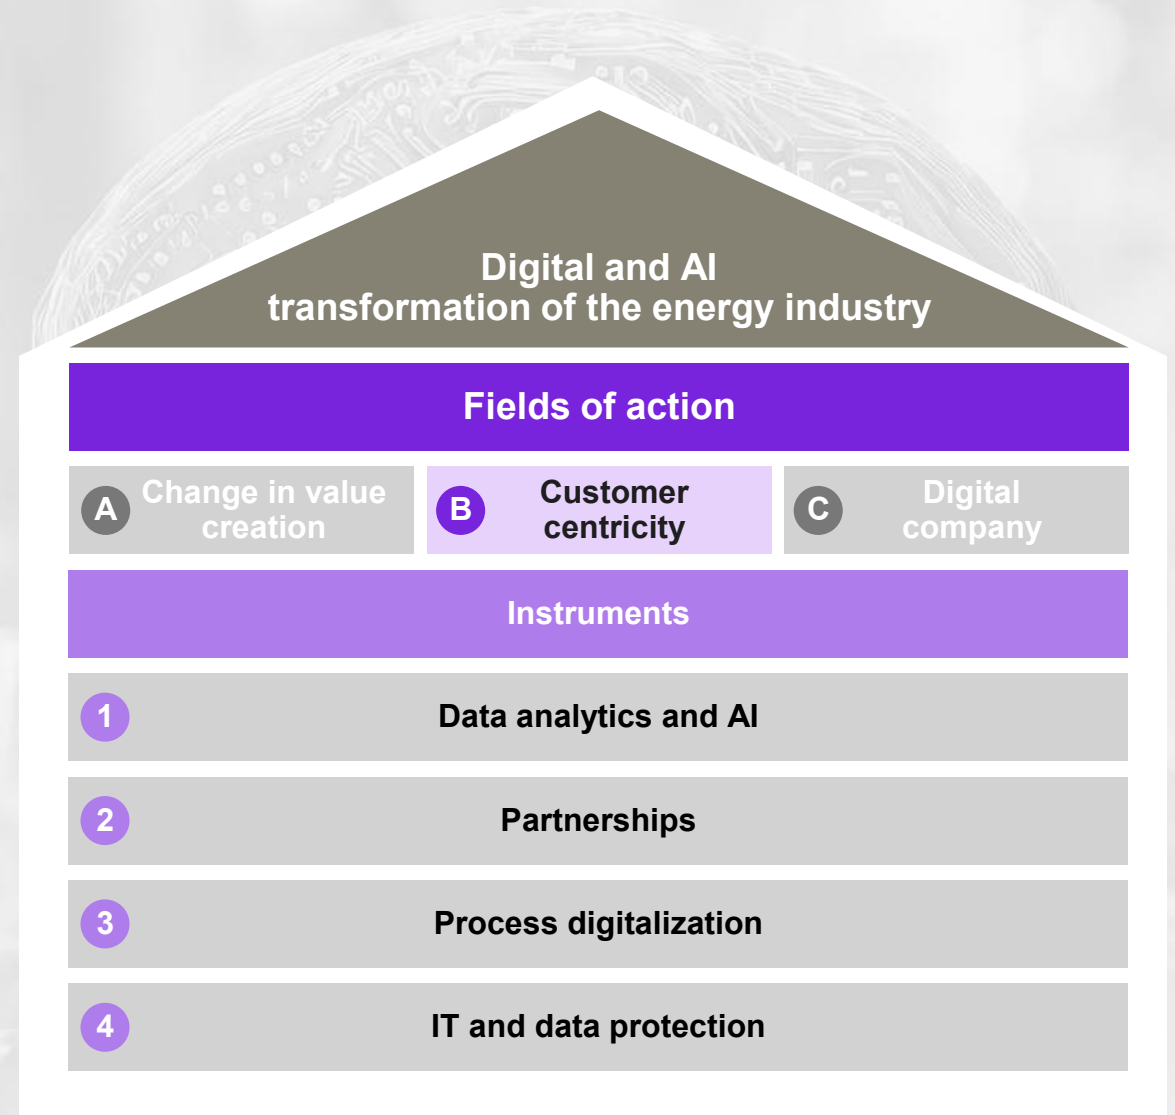 Digital and AI
transformation of the energy industry
Fields of action
A
Change in value
creation
B
Customer
centricity
C
Digital
company
Instruments
1
Data analytics and AI
2
Partnerships
3
Process digitalization
4
IT and data protection